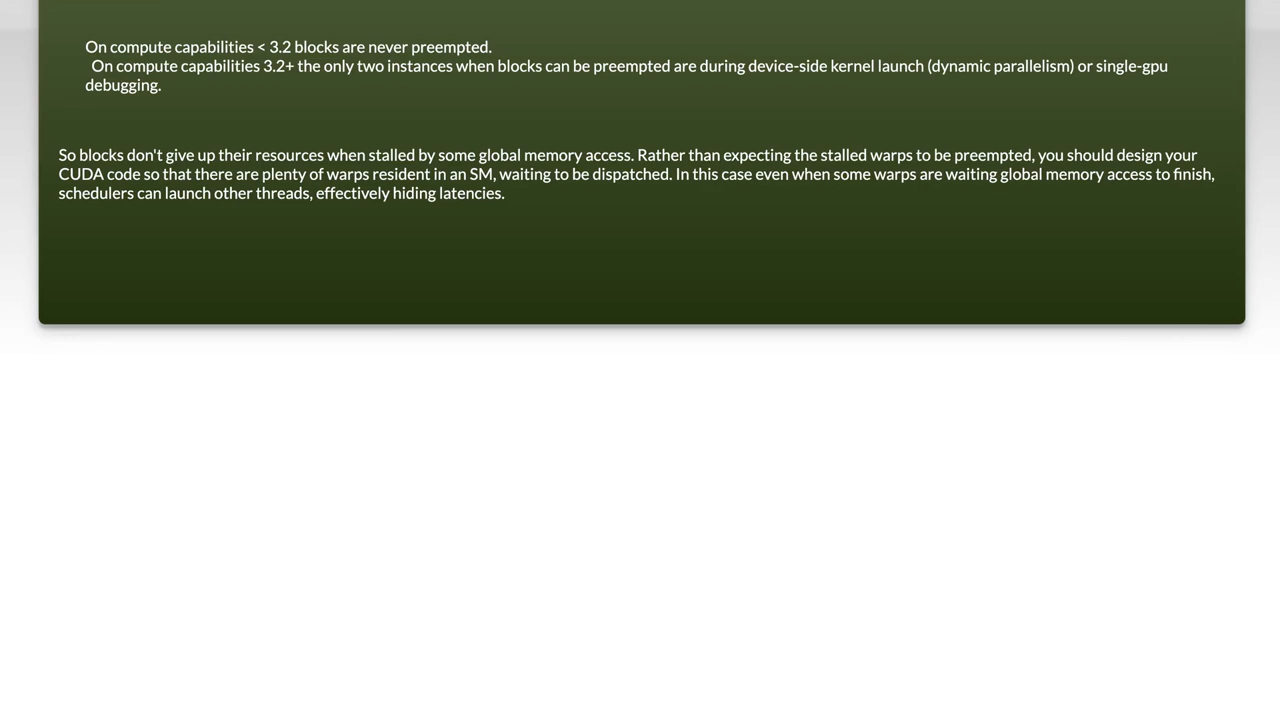 On compute capabilities < 3.2 blocks are never preempted.
On compute capabilities 3.2+ the only two instances when blocks can be preempted are during device-side kernel launch (dynamic parallelism) or single-gpu
debugging.
So blocks don't give up their resources when stalled by some global memory access. Rather than expecting the stalled warps to be preempted, you should design your
CUDA code so that there are plenty of warps resident in an SM, waiting to be dispatched. In this case even when some warps are waiting global memory access to finish,
schedulers can launch other threads, effectively hiding latencies.